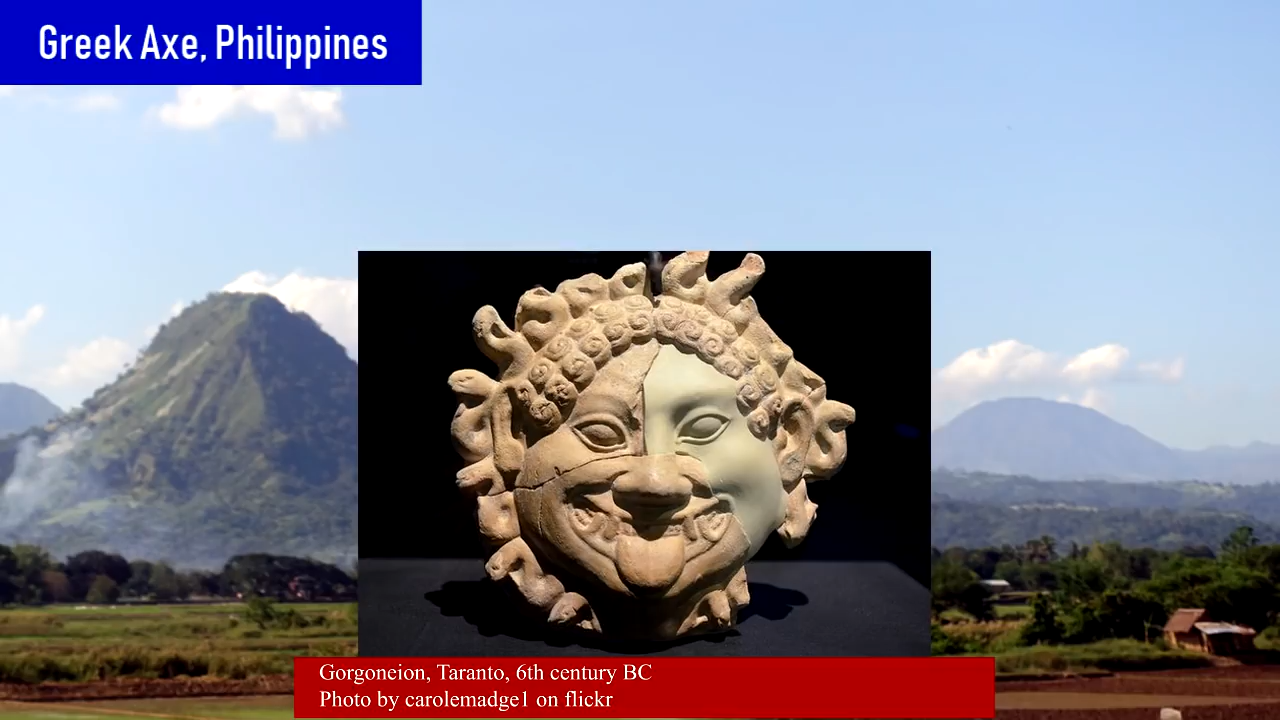 Greek Axe, Philippines
Gorgoneion, Taranto, 6th century BC
Photo by carolemadge1 on flickr